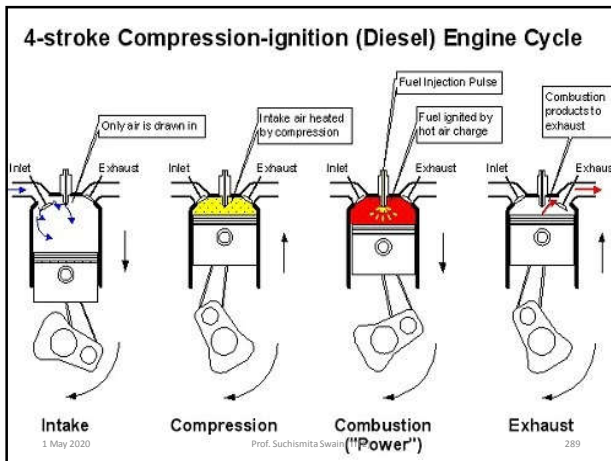 4-stroke Compression-ignition (Diesel) Engine Cycle
Fuel Injection Pulse
Only air is drawn in
Intake air heated
by compression
Fuel ignited by
hot air charge
Combustion
products to
exhaust
Inlet
Exhaust
Inlet
Exhaust
Inlet
Exhaust
Inlet
Exhaust
Intake
Compression
Combustion
("Power")
Exhaust
1 May 2020
Prof. Suchismita Swain,
289